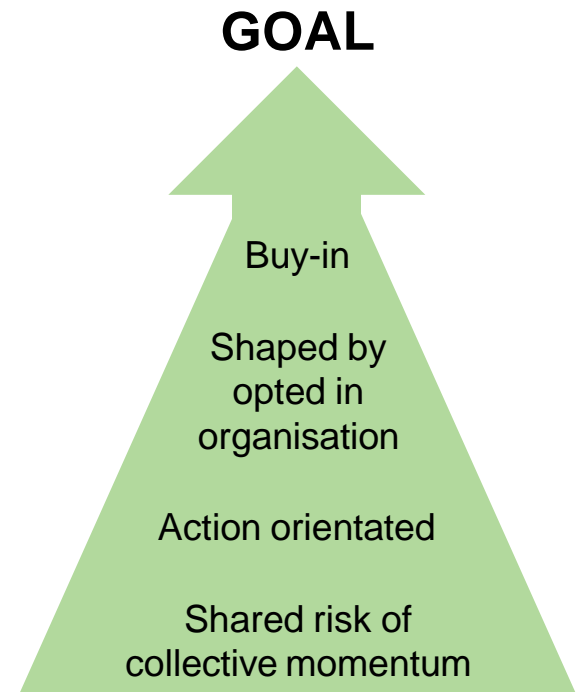 GOAL
Buy-in
Shaped by
opted in
organisation
Action orientated
Shared risk of
collective momentum